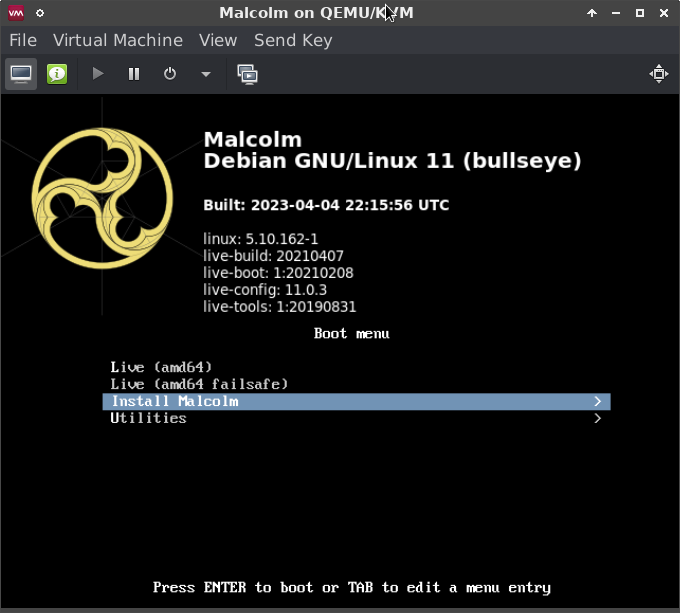 Malcolm on QEMU/KVM
File Virtual Machine View Send Key
Malcolm
Debian GNU/Linux 11 (bullseye)
Built: 2023-04-04 22:15:56 UTC
linux: 5.10.162-1
live-build: 20210407
live-boot: 1:20210208
live-config: 11.0.3
live-tools: 1:20190831
Boot menu
Live (amd64)
Live (amd64 failsafe)
Install Malcolm >
Utilities >
Press ENTER to boot or TAB to edit a menu entry